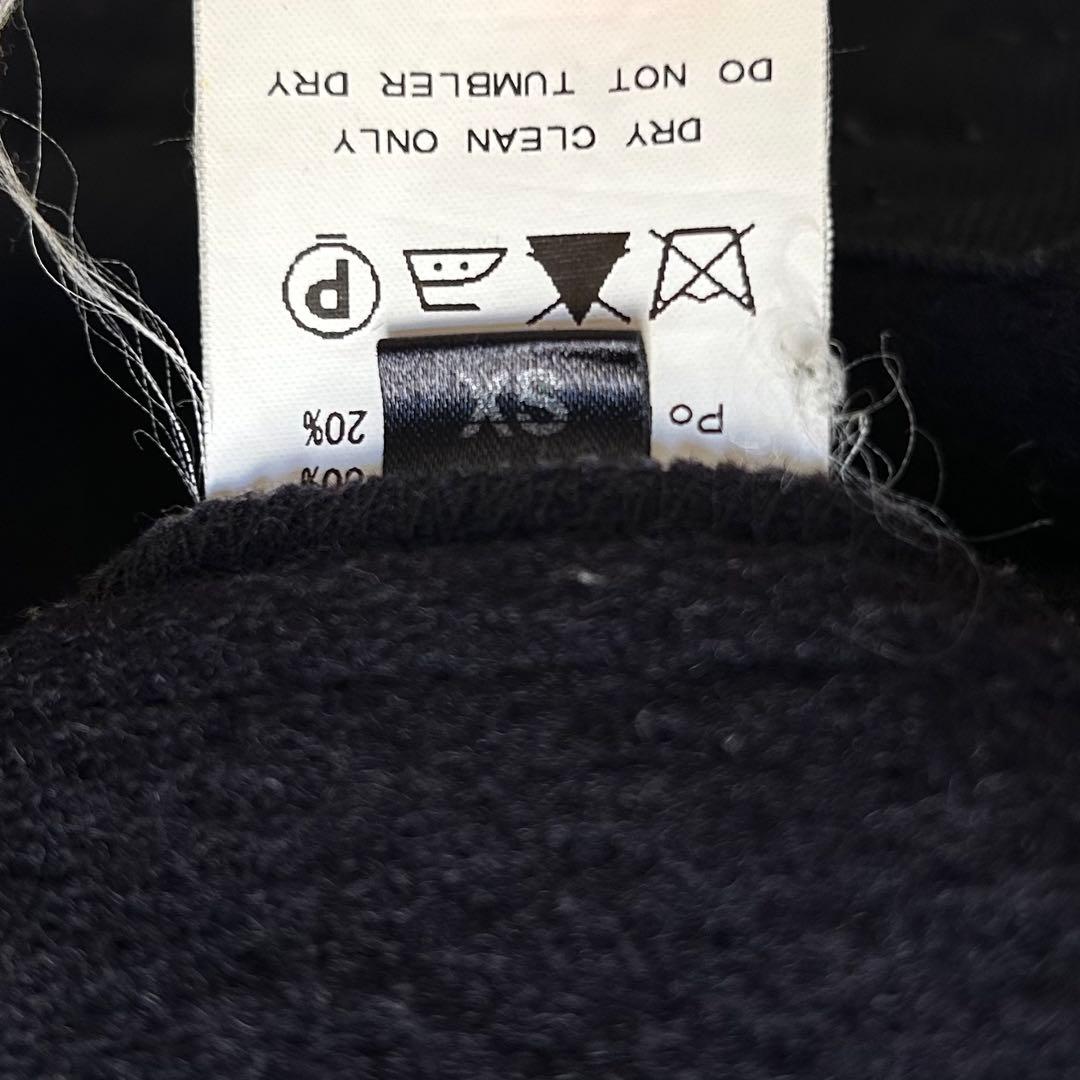 20%
XS
P
DRY CLEAN ONLY
DO NOT TUMBLER DRY